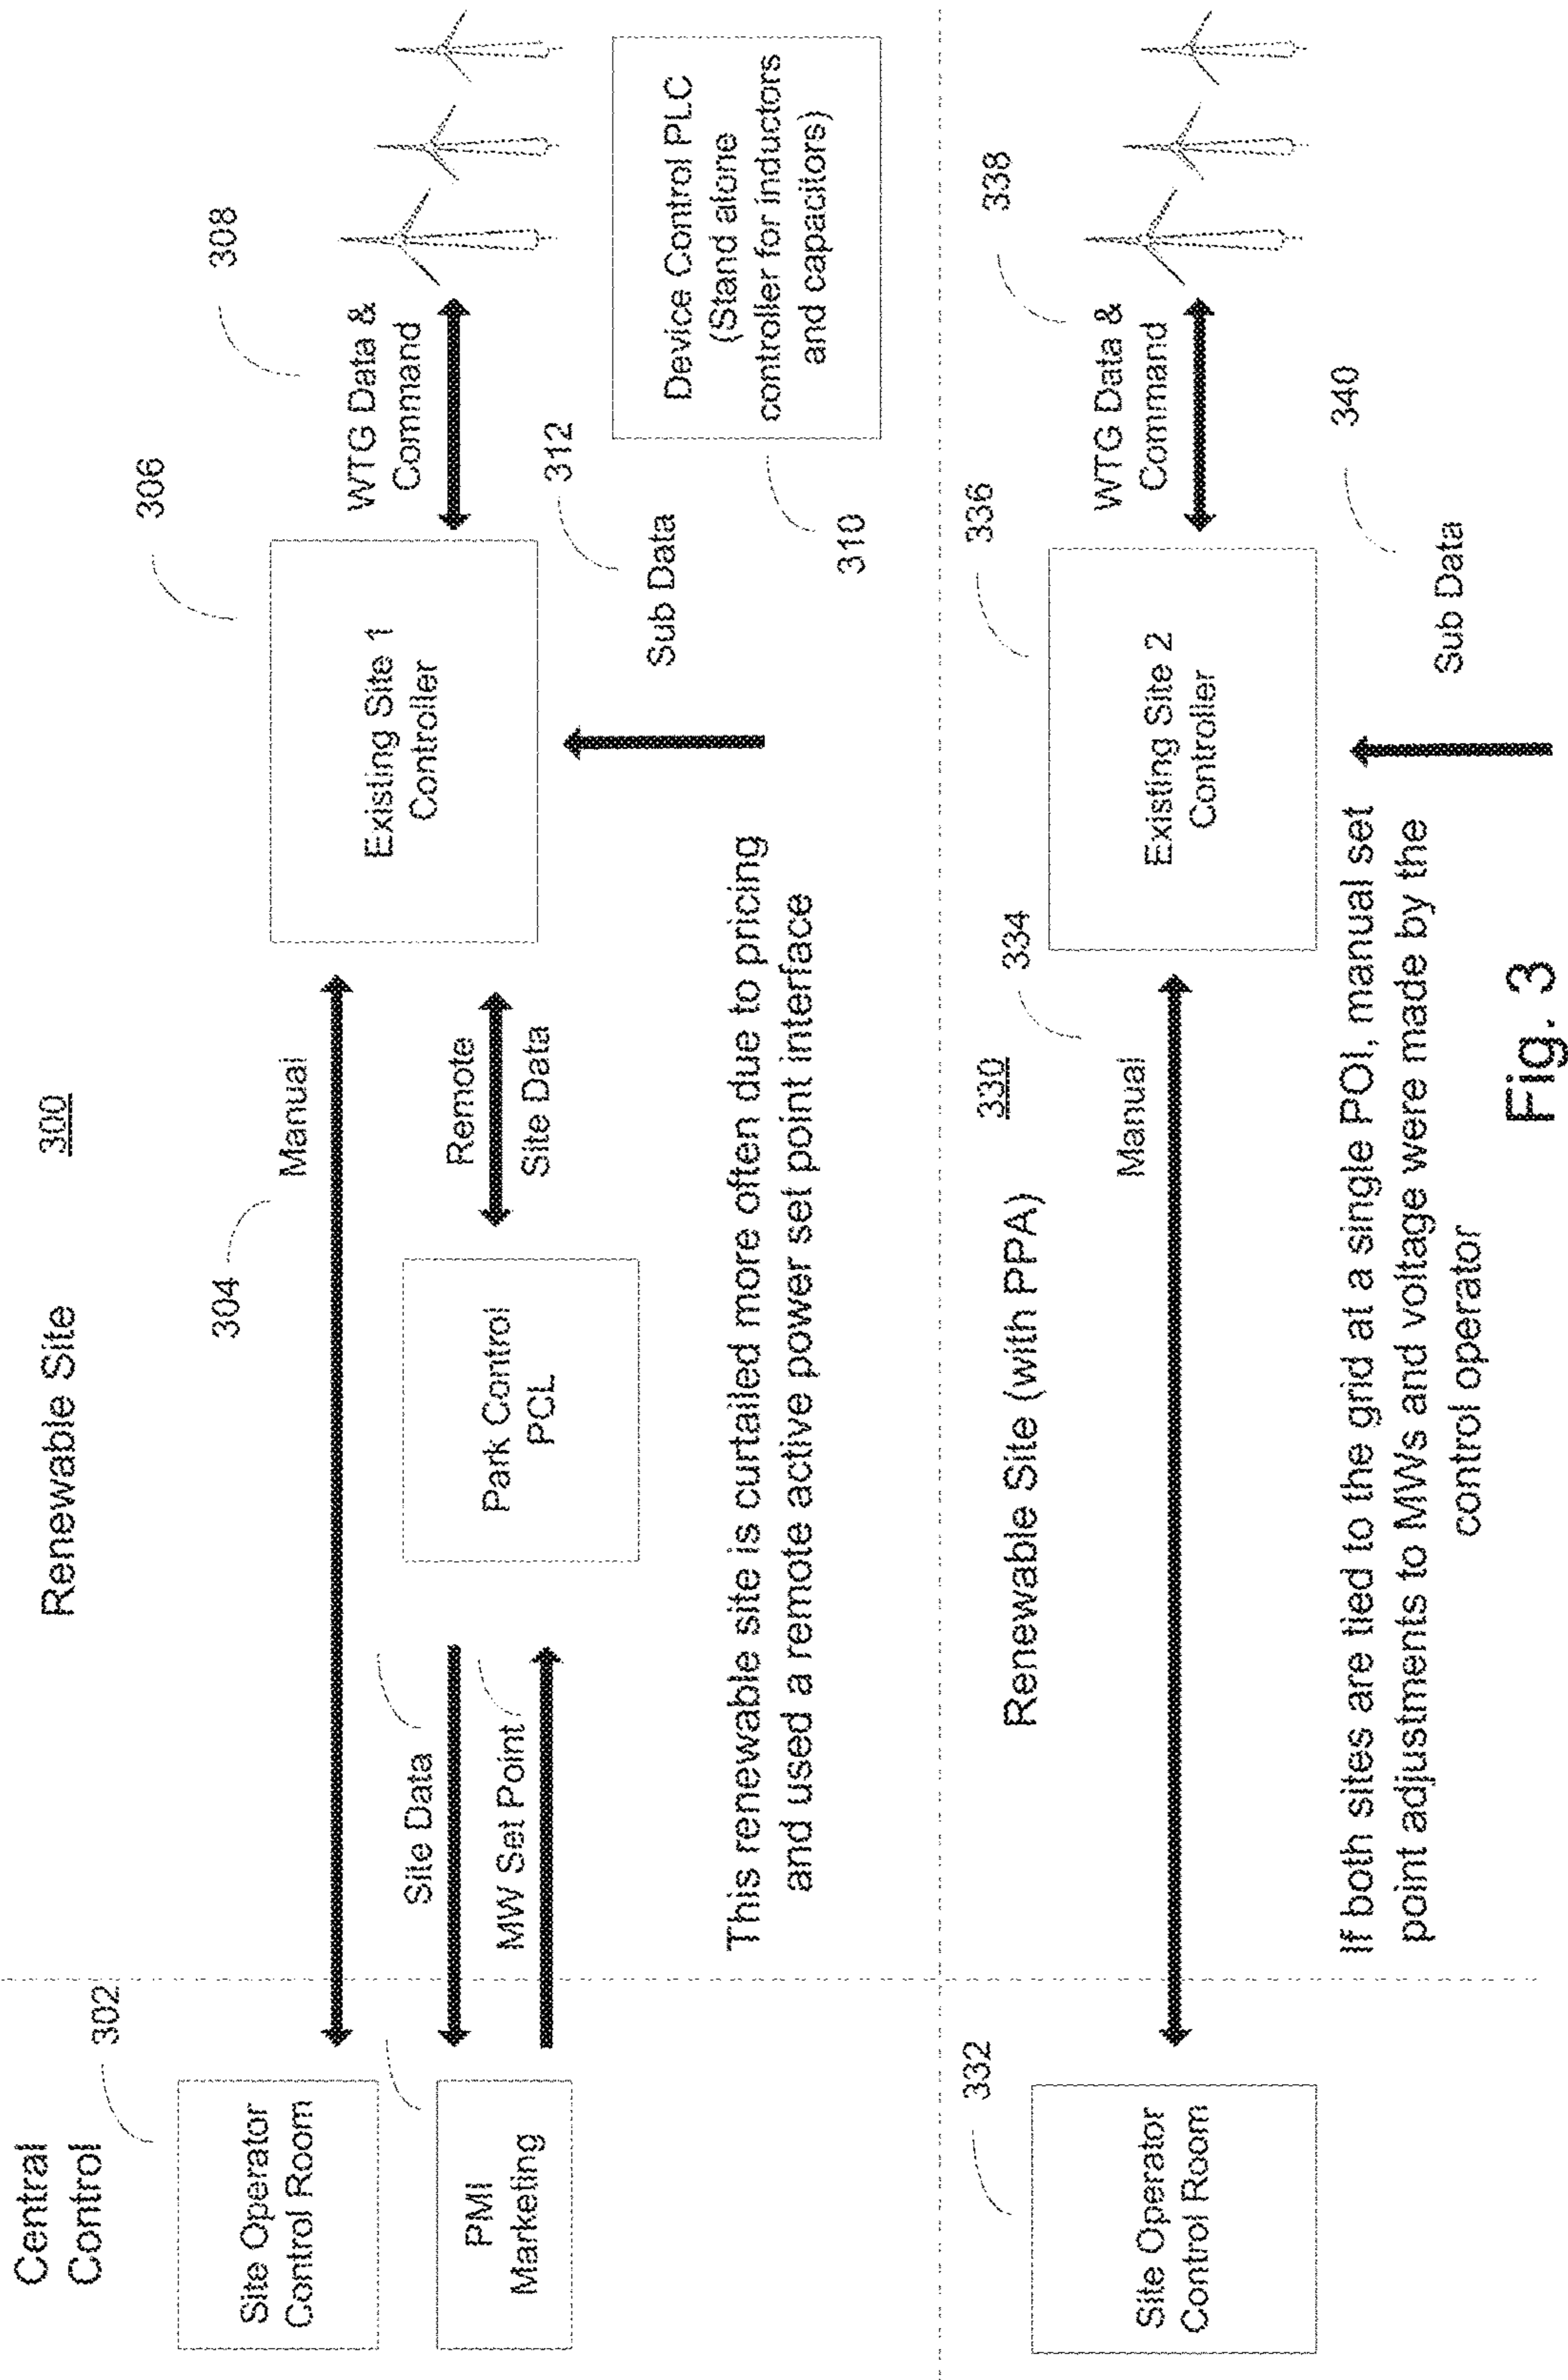 Central
Control
Renewable Site
300
302
Site Operator
Control Room
304
Manual
306
Existing Site 1
Controller
308
WTG Data &
Command
PMI
Marketing
Site Data
MW Set Point
Park Control
PCL
Remote
Site Data
312
Sub Data
310
Device Control PLC
(Stand alone
controller for inductors
and capacitors)
This renewable site is curtailed more often due to pricing
and used a remote active power set point interface
Renewable Site (with PPA)
330
332
Site Operator
Control Room
Manual
334
336
Existing Site 2
Controller
338
WTG Data &
Command
340
Sub Data
If both sites are tied to the grid at a single POI, manual set
point adjustments to MWs and voltage were made by the
control operator
Fig. 3